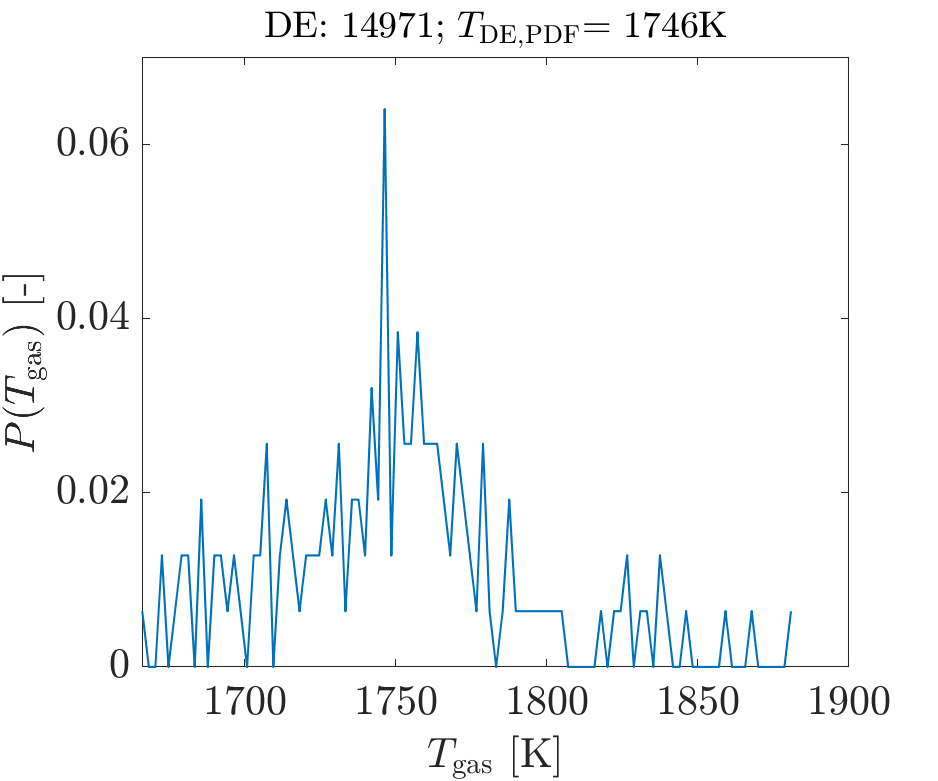 DE: 14971; T_DE,PDF= 1746K
P(T_gas) [-]
0.06
0.04
0.02
0
1700 1750 1800 1850 1900
T_gas [K]